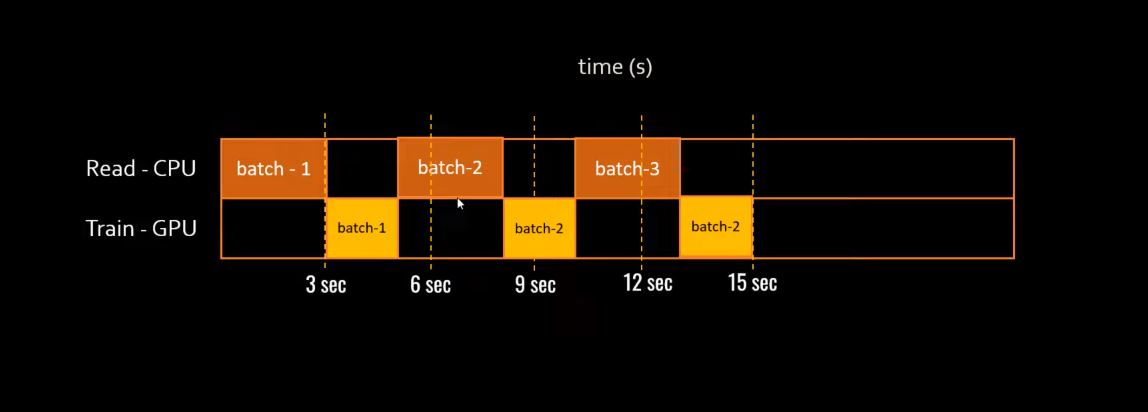 time (s)
Read - CPU
batch - 1
batch-2
batch-3
Train - GPU
batch-1
batch-2
batch-2
3 sec
6 sec
9 sec
12 sec
15 sec